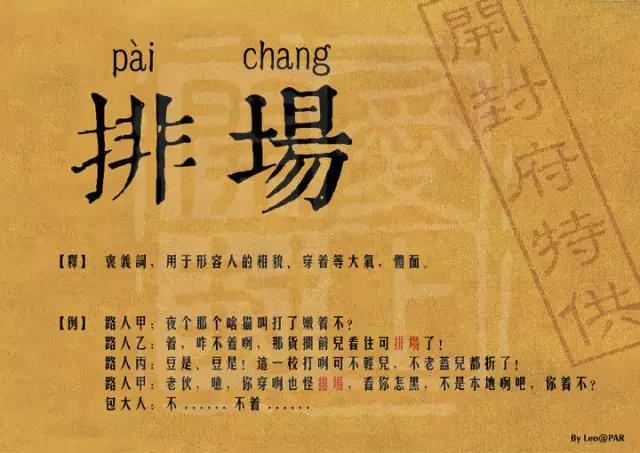 pài chang
排場
開封府特供
【釋】 褒義詞、用于形容人的相貌、穿着等大氣，體面。
【例】 路人甲：夜个那个啥猫叫打了嫩着不？
路人乙：着，咋不着咧，那貨擱前兒看住可排場了！
路人丙：豆是、豆是！這一校打咧可不輕兒，不老蓋兒都折了！
路人甲：老伙，嗯，你穿咧也怪排場，看你怎黑，不是本地咧吧，你着不？
包大人：不……不着……
By Leo@PAR